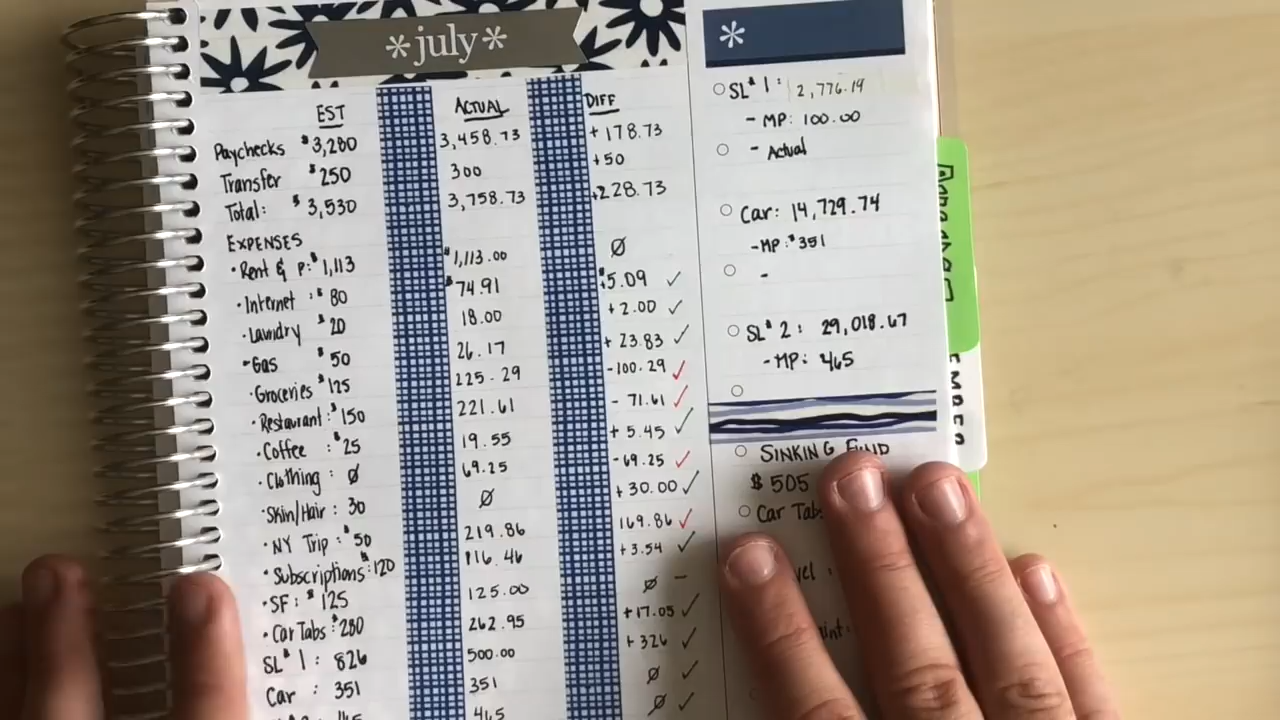 *july*
EST ACTUAL DIFF
Paychecks $3,280 3,458.73 +178.73
Transfer $250 300 +50
Total: $3,530 3,758.73 +228.73
EXPENSES
• Rent & P: $1,113 $1,113.00 Ø
• Internet : $80 $74.91 $5.09 ✓
• Laundry $20 18.00 +2.00 ✓
• Gas $50 26.17 +23.83 ✓
• Groceries $125 225.29 -100.29 ✓
• Restaurant: $150 221.61 -71.61 ✓
• Coffee : $25 19.55 +5.45 ✓
• Clothing : Ø 69.25 -69.25 ✓
• Skin/Hair: 30 Ø +30.00 ✓
• NY Trip : $50 219.86 169.86 ✓
• Subscriptions: $120 116.46 +3.54 ✓
• SF: $125 125.00 Ø -
• Car Tabs: $280 262.95 +17.05 ✓
SL# 1: 826 500.00 +326 ✓
Car : 351 351 Ø ✓
465 Ø ✓
*
SL# 1: 2,776.19
- MP: 100.00
- Actual
Car: 14,729.74
- MP: $351
-
SL# 2: 29,018.67
- MP: 465
SINKING FUND
$505
Car Tabs